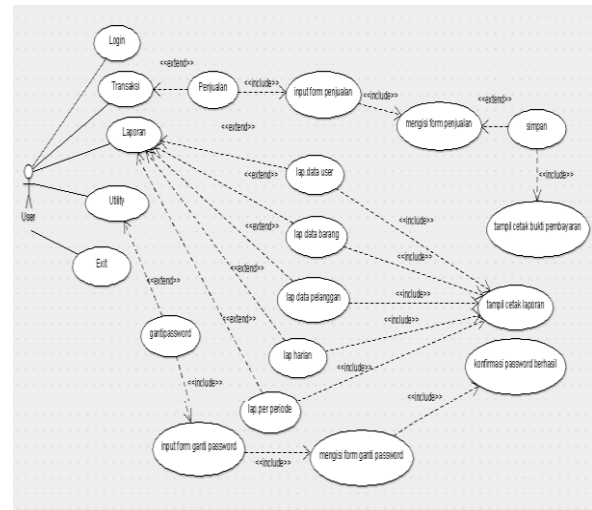 Login
<<extend>>
Transaksi
Penjualan
<<include>>
input form penjualan
<<include>>
mengisi form penjualan
<<extend>>
simpan
<<extend>>
Laporan
<<include>>
lap.data user
<<extend>>
User
Utility
tampil cetak bukti pembayaran
<<include>>
lap data barang
<<extend>>
<<include>>
Exit
<<extend>>
lap data pelanggan
<<extend>>
tampil cetak laporan
<<include>>
gantipassword
<<extend>>
lap harian
<<include>>
konfirmasi password berhasil
<<include>>
lap.per periode
<<include>>
input form ganti password
<<include>>
mengisi form ganti password